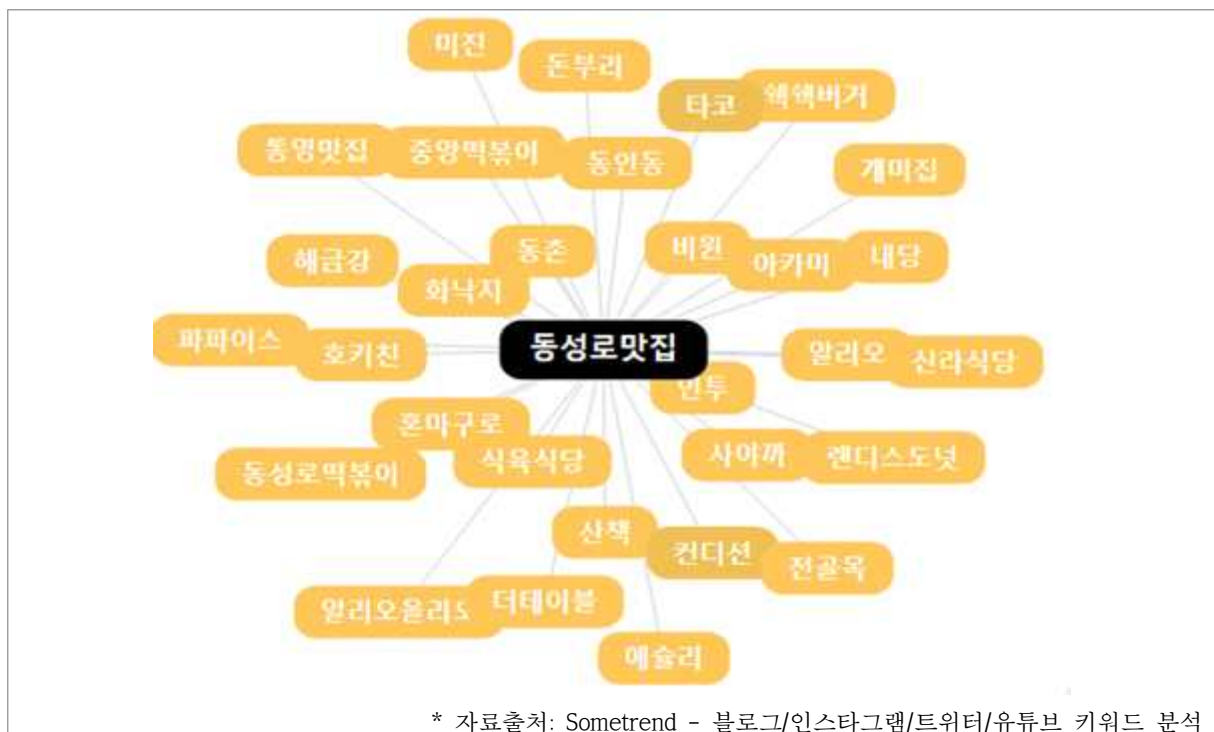 미진
돈부리
타코
쉑쉑버거
통영맛집
중앙떡볶이
동인동
개미집
동촌
비원
아카미
내당
해금강
회낙지
파파이스
호키친
동성로맛집
알리오
신라식당
혼마구로
식육식당
사야까
랜디스도넛
동성로떡볶이
산책
컨디션
전골목
알리오올리오
더테이블
애슐리
* 자료출처: Sometrend - 블로그/인스타그램/트위터/유튜브 키워드 분석